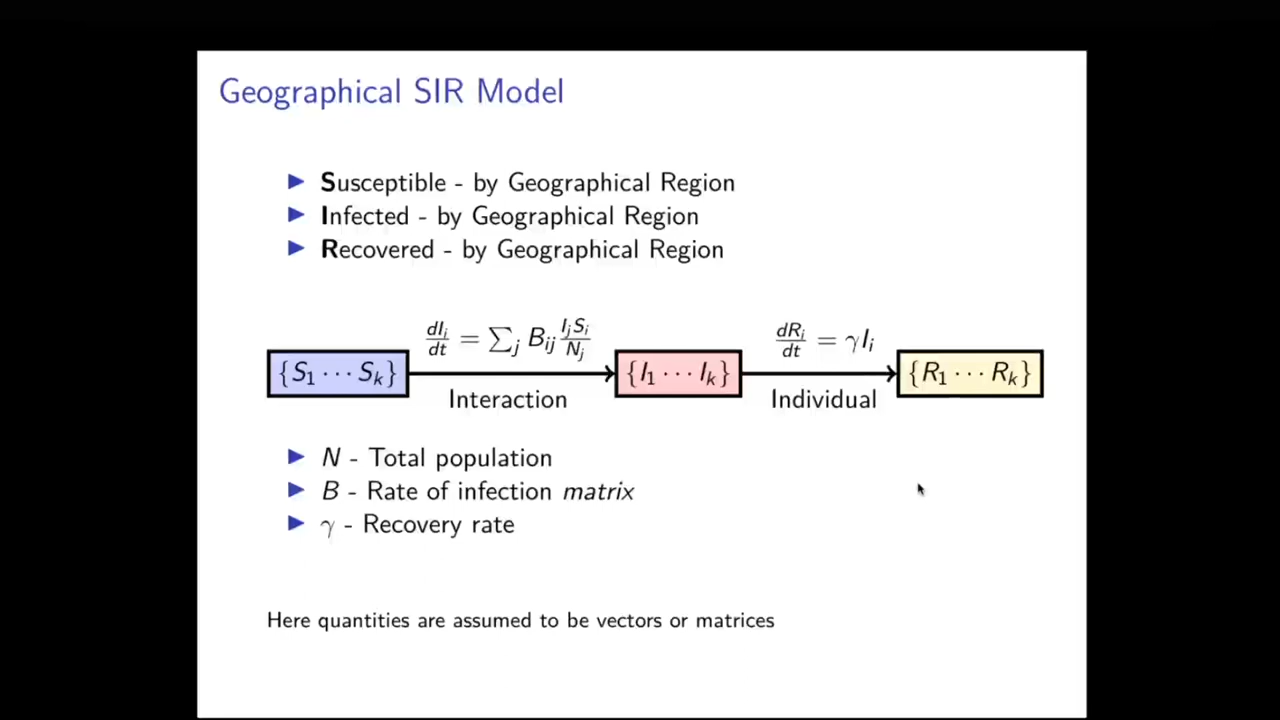 Geographical SIR Model
▶ Susceptible - by Geographical Region
▶ Infected - by Geographical Region
▶ Recovered - by Geographical Region
dI_i/dt = ∑_j B_ij I_jS_i/N_j
dR_i/dt = γI_i
{S_1 ⋯ S_k}
{I_1 ⋯ I_k}
{R_1 ⋯ R_k}
Interaction
Individual
▶ N - Total population
▶ B - Rate of infection matrix
▶ γ - Recovery rate
Here quantities are assumed to be vectors or matrices